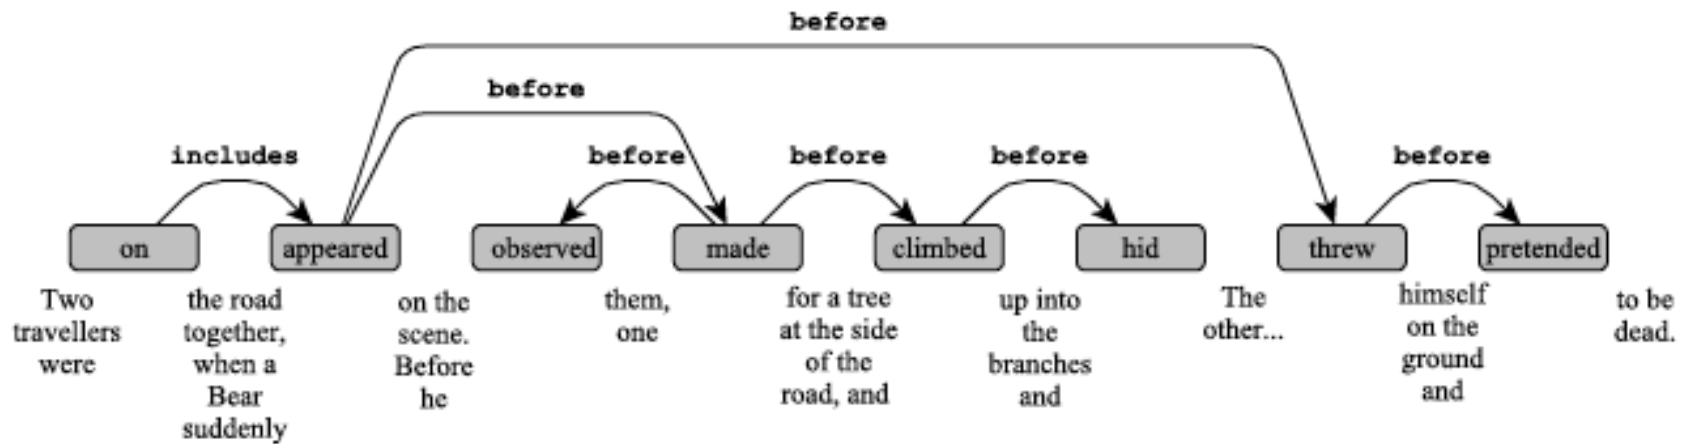 before
before
includes
before
before
before
before
on
appeared
observed
made
climbed
hid
threw
pretended
Two
travellers
were
the road
together,
when a
Bear
suddenly
on the
scene.
Before
he
them,
one
for a tree
at the side
of the
road, and
up into
the
branches
and
The
other...
himself
on the
ground
and
to be
dead.